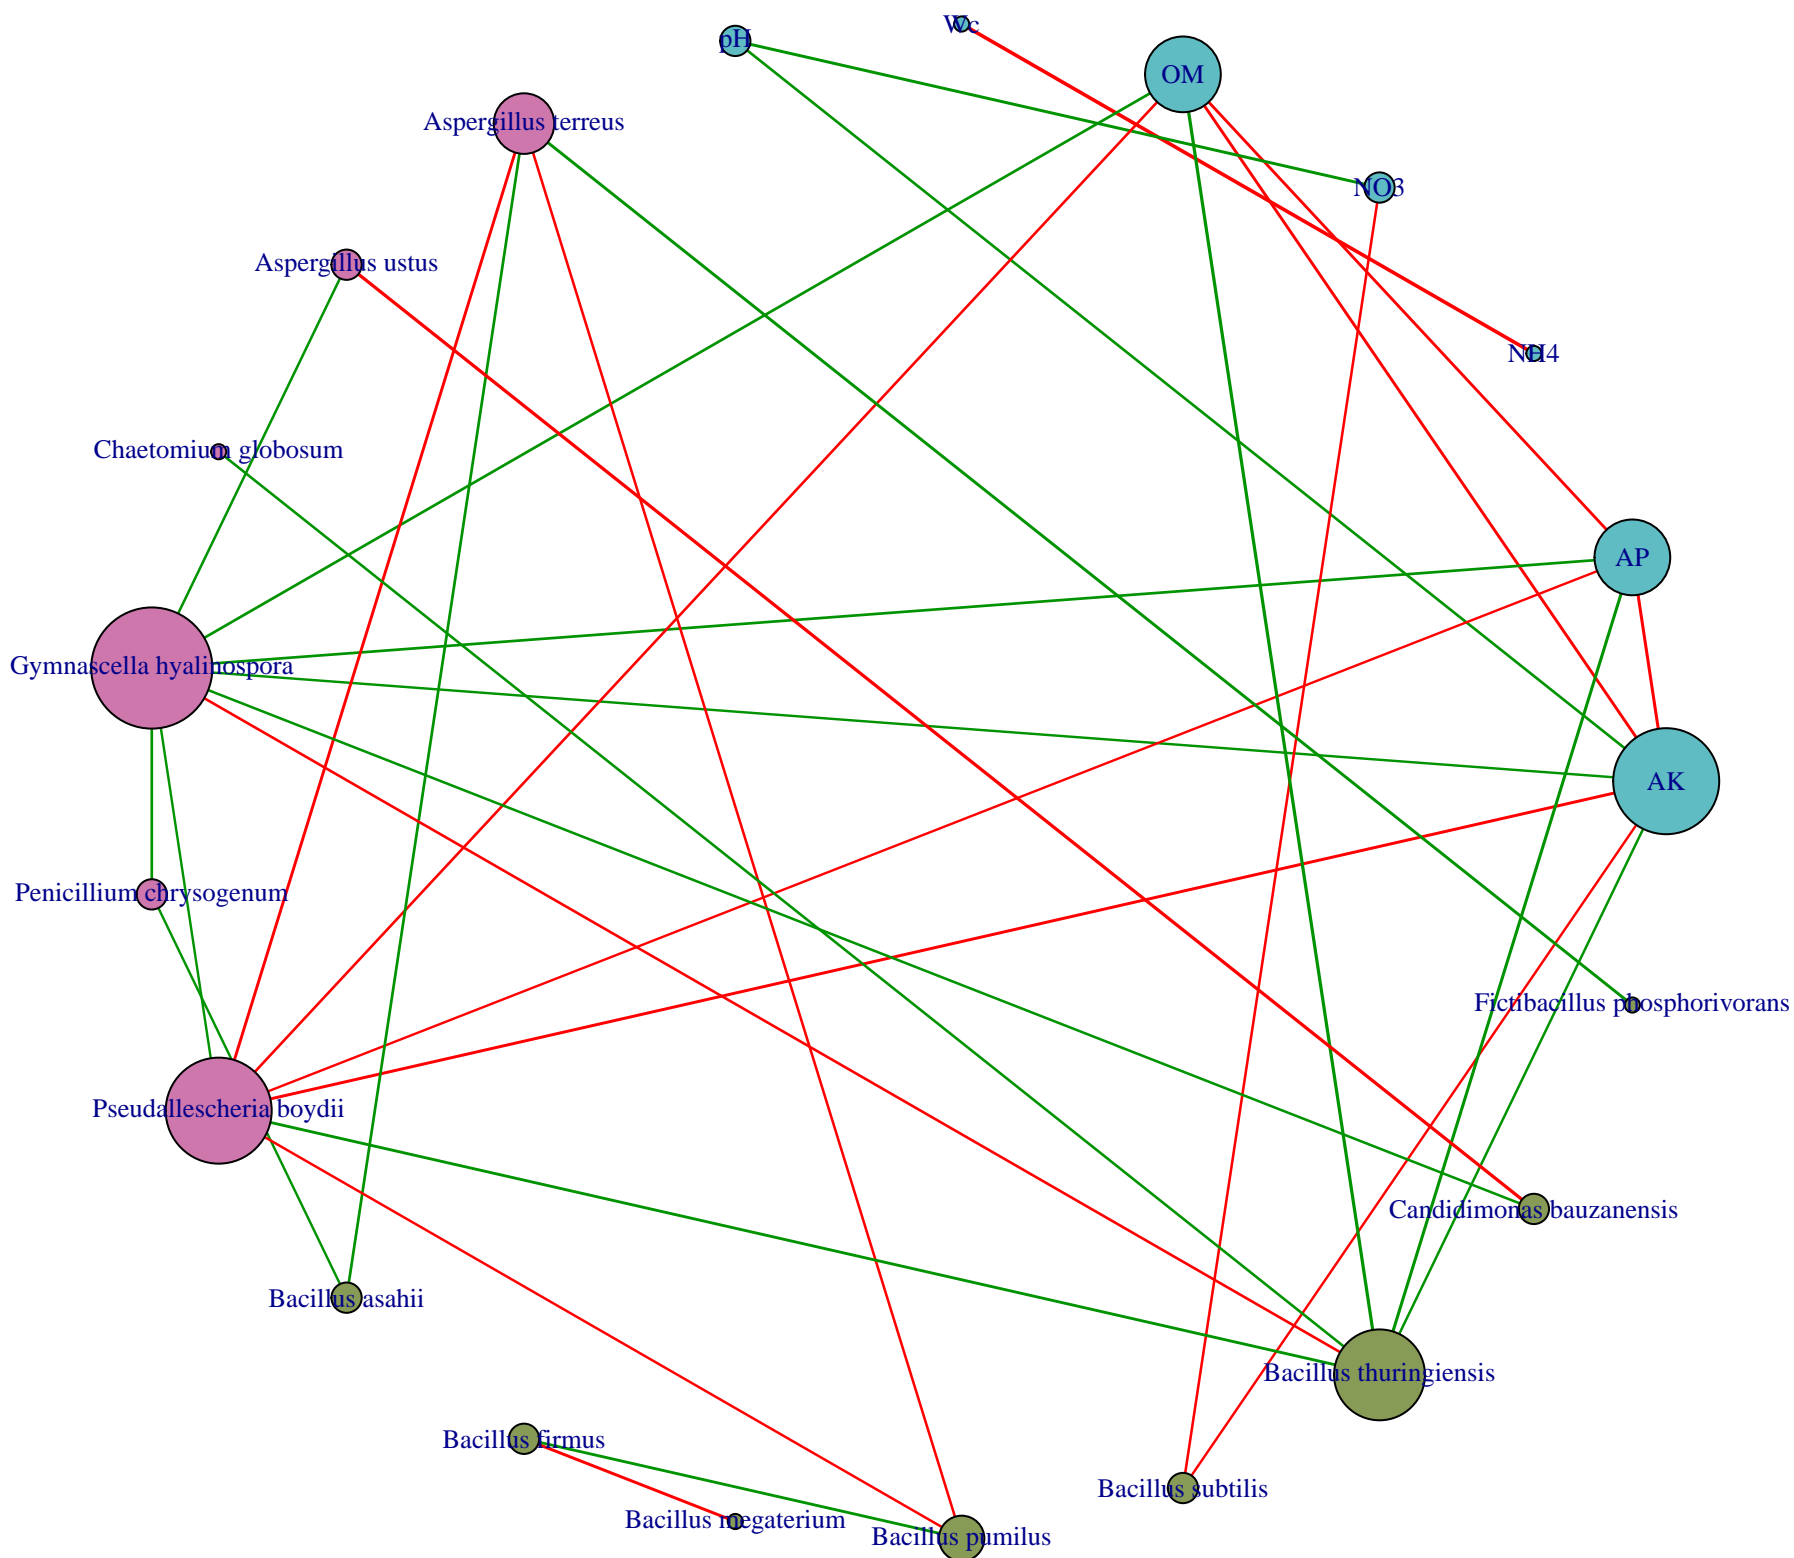 Wc
pH
OM
Aspergillus terreus
NO3
Aspergillus ustus
NH4
Chaetomium globosum
AP
Gymnascella hyalinospora
AK
Penicillium chrysogenum
Fictibacillus phosphorivorans
Pseudallescheria boydii
Candidimonas bauzanensis
Bacillus asahii
Bacillus thuringiensis
Bacillus firmus
Bacillus subtilis
Bacillus megaterium
Bacillus pumilus